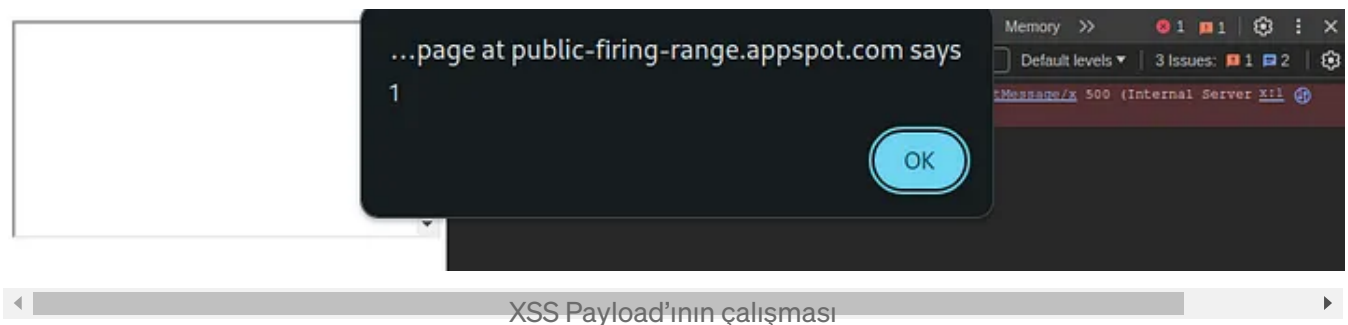 ...page at public-firing-range.appspot.com says
1
OK
Memory
1 1
Default levels 3 Issues: 1 2
tMessage/x 500 (Internal Server X:1
XSS Payload’ının çalışması